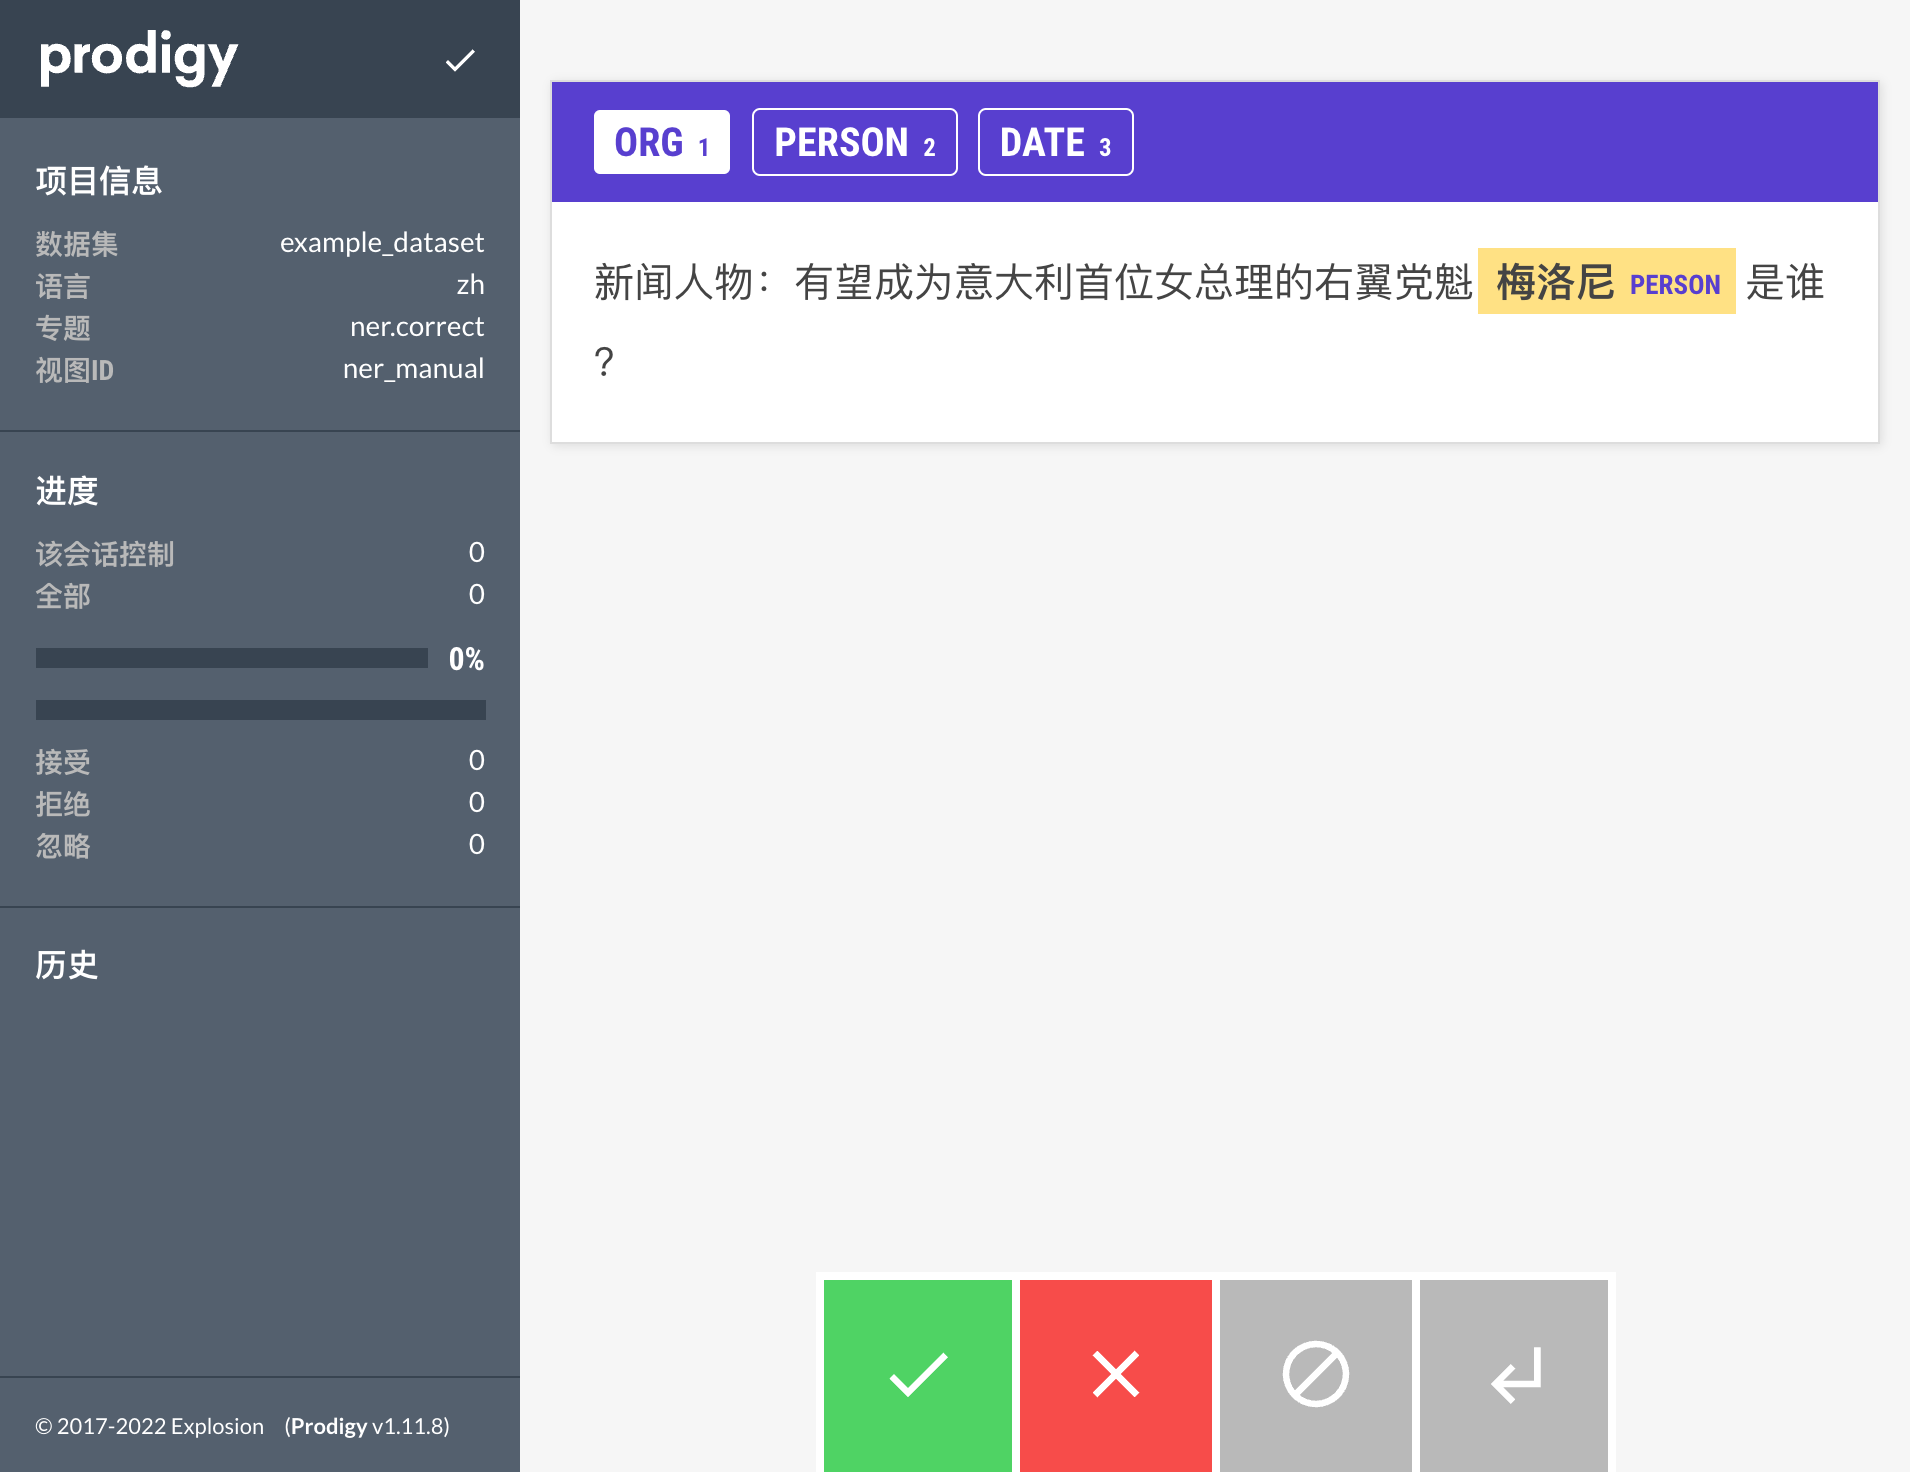 prodigy
项目信息
数据集 example_dataset
语言 zh
专题 ner.correct
视图ID ner_manual
进度
该会话控制 0
全部 0
0%
接受 0
拒绝 0
忽略 0
历史
© 2017-2022 Explosion (Prodigy v1.11.8)
ORG 1 PERSON 2 DATE 3
新闻人物：有望成为意大利首位女总理的右翼党魁 梅洛尼 PERSON 是谁
？